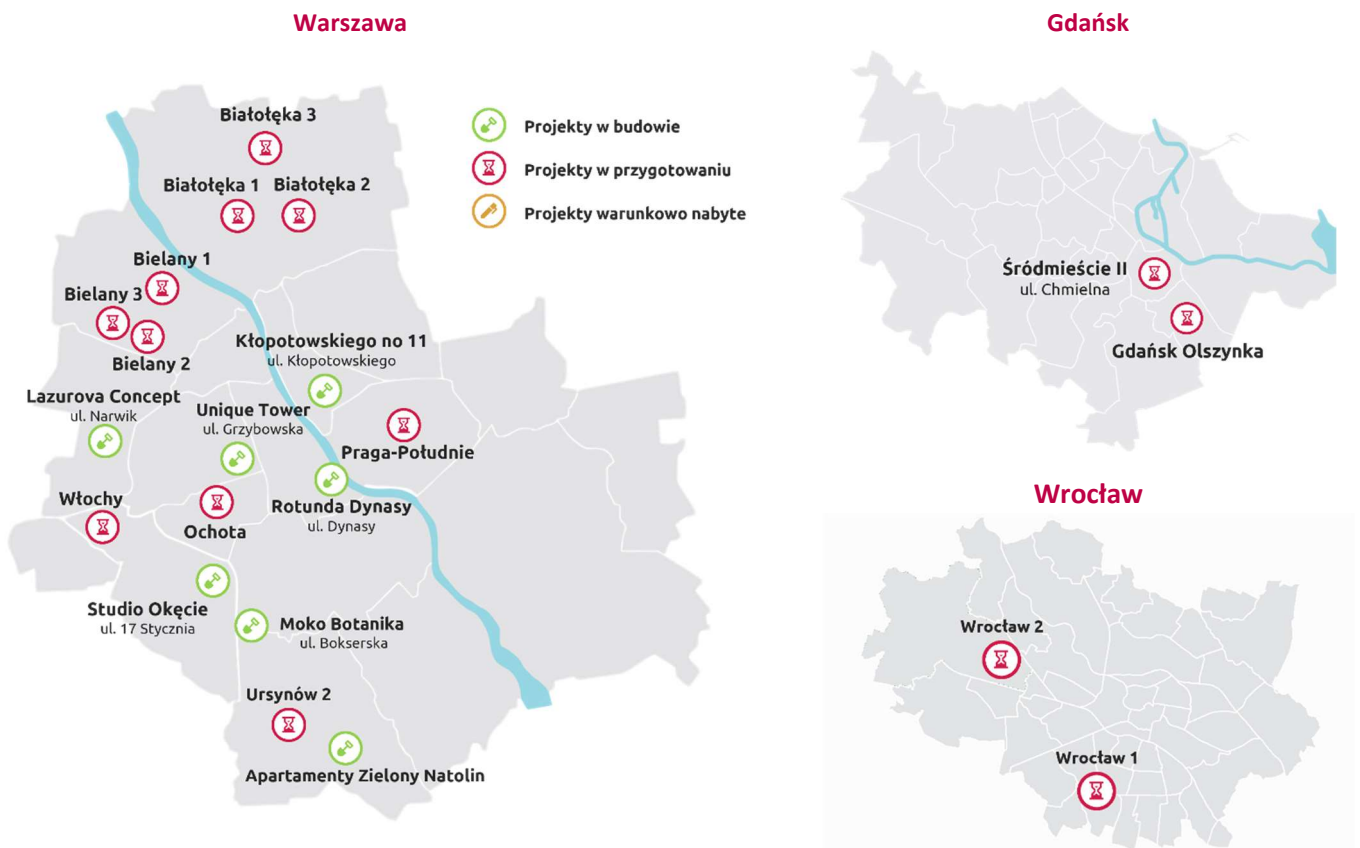 Warszawa
Białołęka 3
Białołęka 1
Białołęka 2
Bielany 1
Bielany 3
Bielany 2
Kłopotowskiego no 11
ul. Kłopotowskiego
Lazurova Concept
ul. Narwik
Unique Tower
ul. Grzybowska
Praga-Południe
Włochy
Ochota
Rotunda Dynasy
ul. Dynasy
Studio Okęcie
ul. 17 Stycznia
Moko Botanika
ul. Bokserska
Ursynów 2
Apartamenty Zielony Natolin
Projekty w budowie
Projekty w przygotowaniu
Projekty warunkowo nabyte
Gdańsk
Śródmieście II
ul. Chmielna
Gdańsk Olszynka
Wrocław
Wrocław 2
Wrocław 1